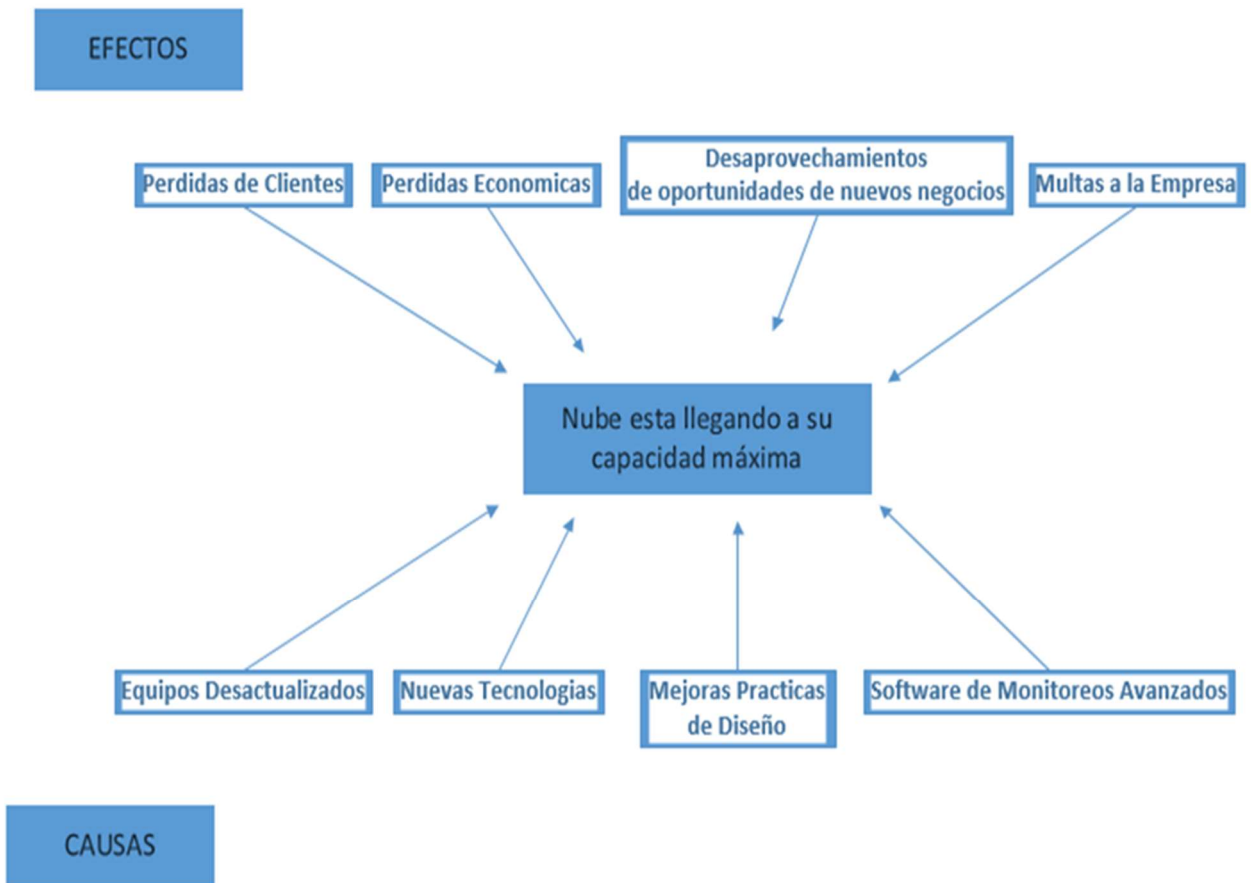 EFECTOS
Perdidas de Clientes
Perdidas Economicas
Desaprovechamientos
de oportunidades de nuevos negocios
Multas a la Empresa
Nube esta llegando a su
capacidad máxima
Equipos Desactualizados
Nuevas Tecnologias
Mejoras Practicas
de Diseño
Software de Monitoreos Avanzados
CAUSAS